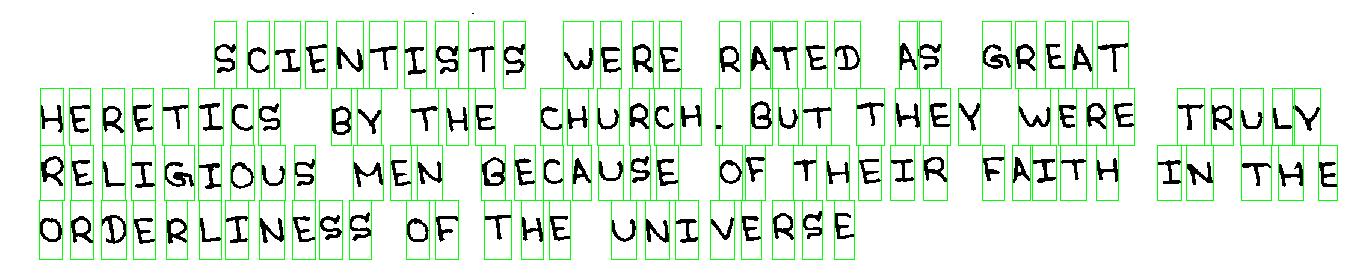 SCIENTISTS WERE RATED AS GREAT
HERETICS BY THE CHURCH. BUT THEY WERE TRULY
RELIGIOUS MEN BECAUSE OF THEIR FAITH IN THE
ORDERLINESS OF THE UNIVERSE